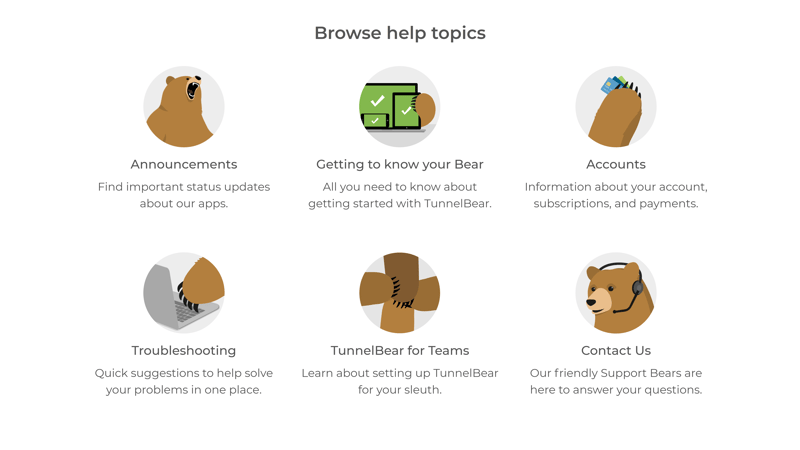 Browse help topics
Announcements
Find important status updates
about our apps.
Getting to know your Bear
All you need to know about
getting started with TunnelBear.
Accounts
Information about your account,
subscriptions, and payments.
Troubleshooting
Quick suggestions to help solve
your problems in one place.
TunnelBear for Teams
Learn about setting up TunnelBear
for your sleuth.
Contact Us
Our friendly Support Bears are
here to answer your questions.